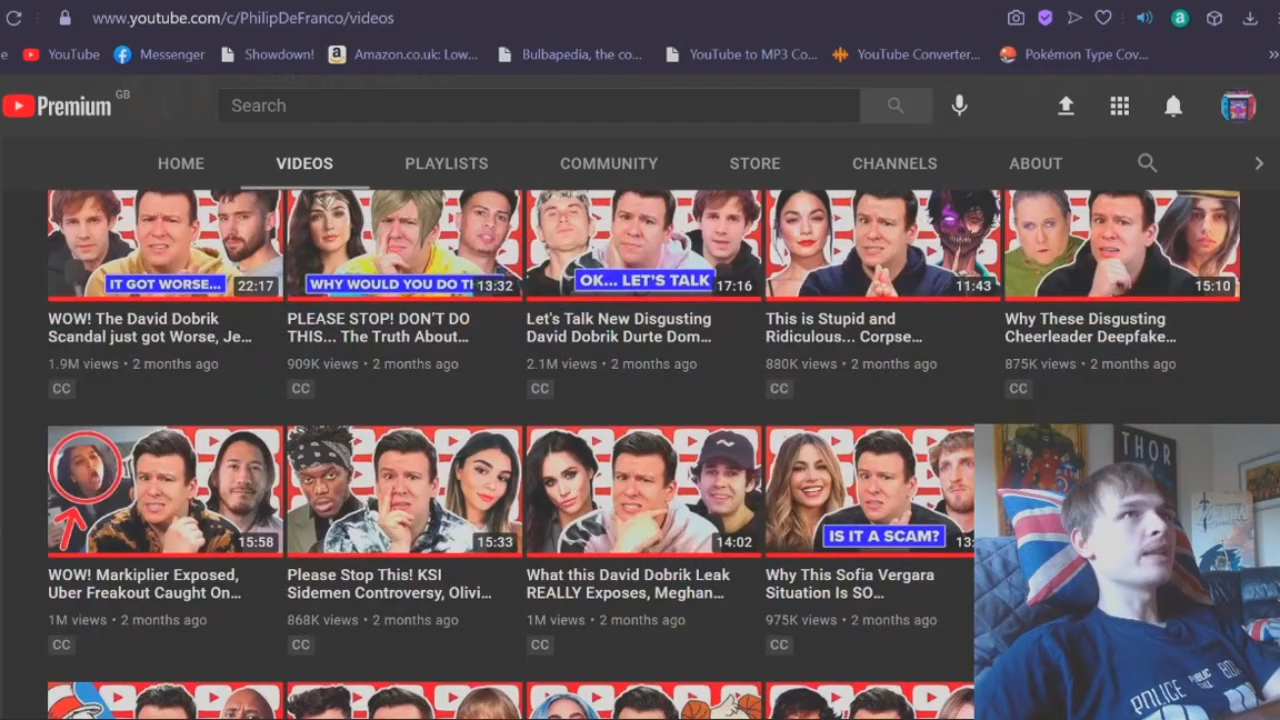 www.youtube.com/c/PhilipDeFranco/videos
e YouTube Messenger Showdown! Amazon.co.uk: Low... Bulbapedia, the co... YouTube to MP3 Co... YouTube Converter... Pokémon Type Cov... »
Premium GB
Search
HOME VIDEOS PLAYLISTS COMMUNITY STORE CHANNELS ABOUT
IT GOT WORSE... 22:17
WHY WOULD YOU DO TH 13:32
OK... LET'S TALK 17:16
11:43
15:10
WOW! The David Dobrik
Scandal just got Worse, Je...
1.9M views • 2 months ago
CC
PLEASE STOP! DON'T DO
THIS... The Truth About...
909K views • 2 months ago
CC
Let's Talk New Disgusting
David Dobrik Durte Dom...
2.1M views • 2 months ago
CC
This is Stupid and
Ridiculous... Corpse...
880K views • 2 months ago
CC
Why These Disgusting
Cheerleader Deepfake...
875K views • 2 months ago
CC
15:58
15:33
14:02
IS IT A SCAM? 13:
WOW! Markiplier Exposed,
Uber Freakout Caught On...
1M views • 2 months ago
CC
Please Stop This! KSI
Sidemen Controversy, Olivi...
868K views • 2 months ago
CC
What this David Dobrik Leak
REALLY Exposes, Meghan...
1M views • 2 months ago
CC
Why This Sofia Vergara
Situation Is SO...
975K views • 2 months ago
CC
THOR
POLICE PUBLIC BO